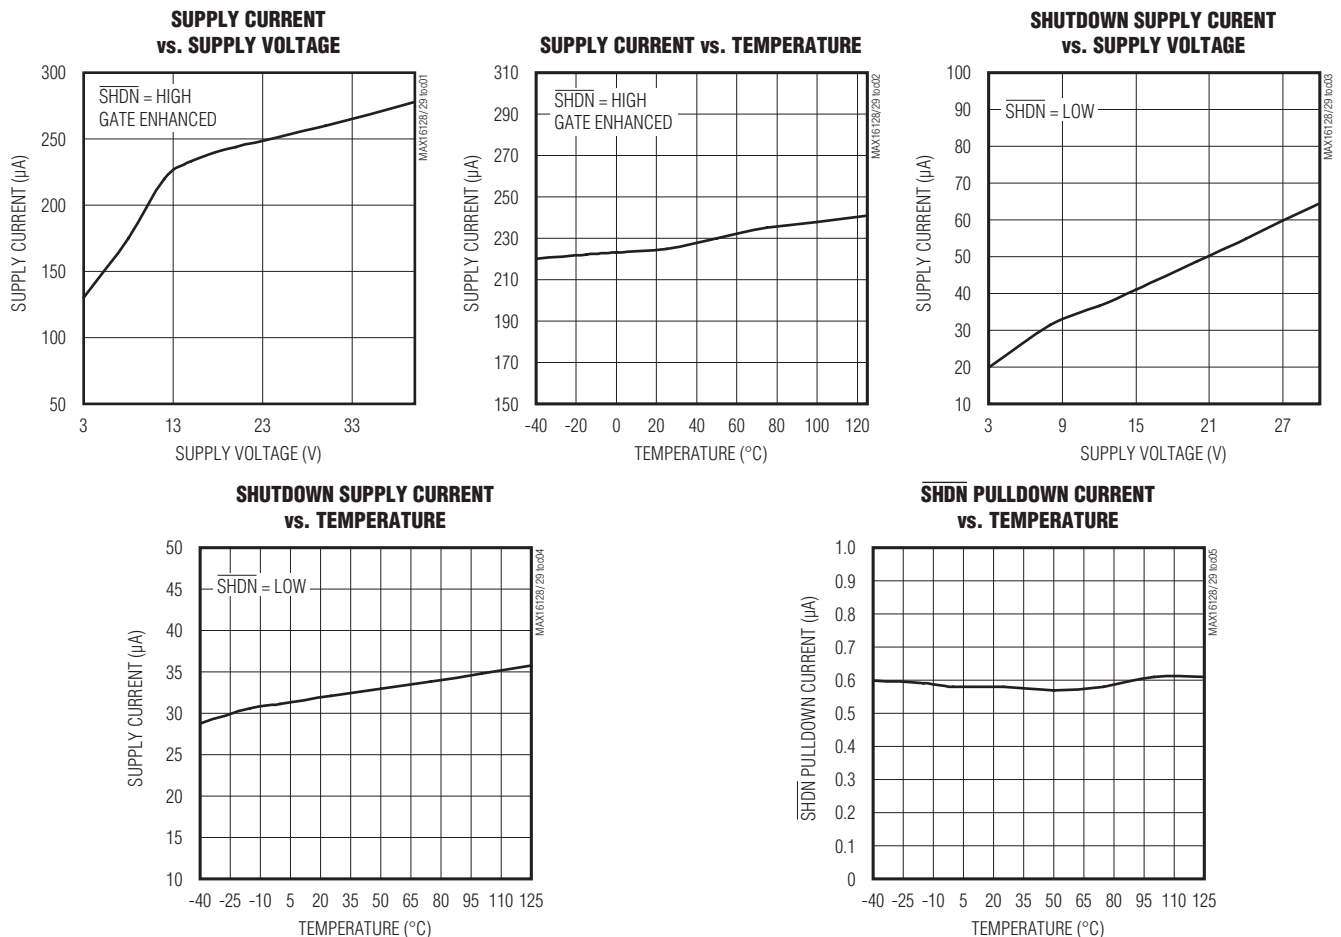 SUPPLY CURRENT
vs. SUPPLY VOLTAGE
300
250
200
150
100
50
SUPPLY CURRENT (µA)
SHDN = HIGH
GATE ENHANCED
MAX16128/29 toc01
3 13 23 33
SUPPLY VOLTAGE (V)
SUPPLY CURRENT vs. TEMPERATURE
310
290
270
250
230
210
190
170
150
SUPPLY CURRENT (µA)
SHDN = HIGH
GATE ENHANCED
MAX16128/29 toc02
-40 -20 0 20 40 60 80 100 120
TEMPERATURE (°C)
SHUTDOWN SUPPLY CURENT
vs. SUPPLY VOLTAGE
100
90
80
70
60
50
40
30
20
10
SUPPLY CURRENT (µA)
SHDN = LOW
MAX16128/29 toc03
3 9 15 21 27
SUPPLY VOLTAGE (V)
SHUTDOWN SUPPLY CURRENT
vs. TEMPERATURE
50
45
40
35
30
25
20
15
10
SUPPLY CURRENT (µA)
SHDN = LOW
MAX16128/29 toc04
-40 -25 -10 5 20 35 50 65 80 95 110 125
TEMPERATURE (°C)
SHDN PULLDOWN CURRENT
vs. TEMPERATURE
1.0
0.9
0.8
0.7
0.6
0.5
0.4
0.3
0.2
0.1
0
SHDN PULLDOWN CURRENT (µA)
MAX16128/29 toc05
-40 -25 -10 5 20 35 50 65 80 95 110 125
TEMPERATURE (°C)